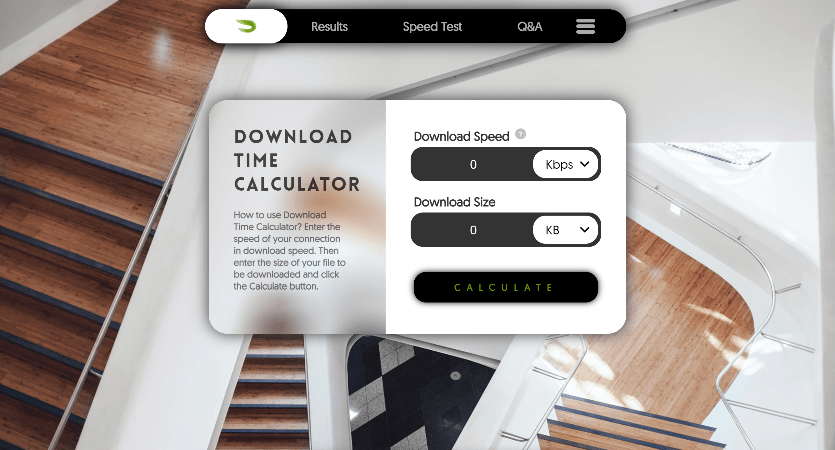 Results
Speed Test
Q&A
DOWNLOAD
TIME
CALCULATOR
How to use Download
Time Calculator? Enter the
speed of your connection
in download speed. Then
enter the size of your file to
be downloaded and click
the Calculate button.
Download Speed ?
0 Kbps
Download Size
0 KB
CALCULATE